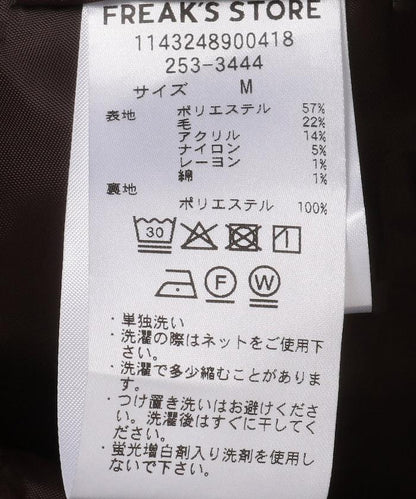 FREAK'S STORE
1143248900418
253-3444
サイズ M
表地 ポリエステル 57%
毛 22%
アクリル 14%
ナイロン 5%
レーヨン 1%
綿 1%
裏地
ポリエステル 100%
30
F W
・単独洗い
・洗濯の際はネットをご使用下
さい。
・洗濯で多少縮むことがありま
す。
・つけ置き洗いはお避けくださ
い。洗濯後はすぐに干してく
ださい。
・蛍光増白剤入り洗剤を使用し
ないで下さい。